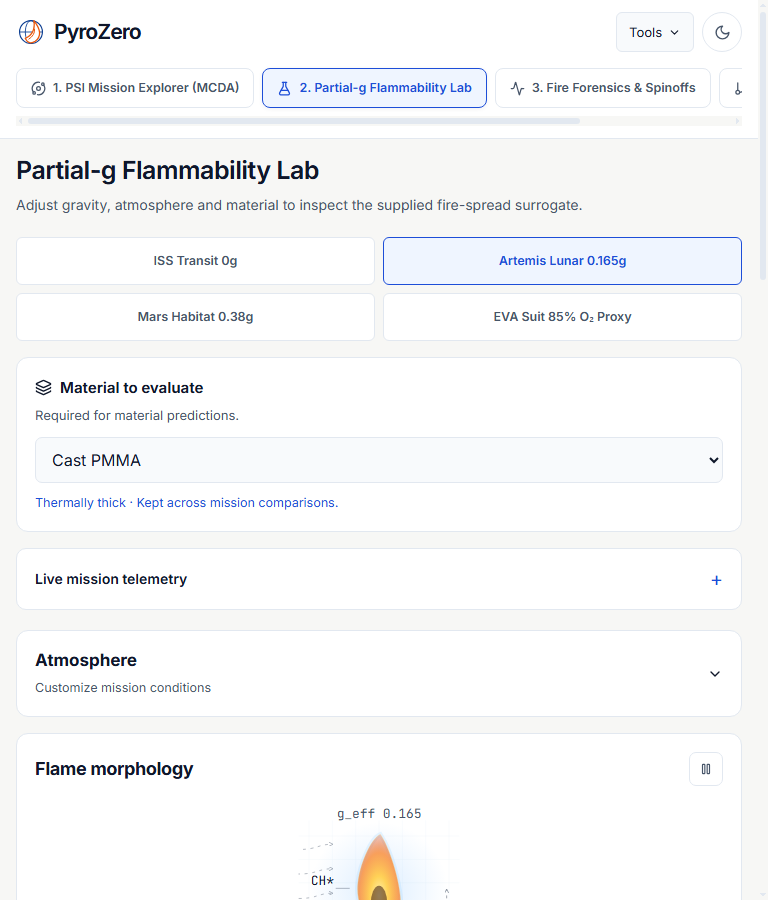 PyroZero
Tools
1. PSI Mission Explorer (MCDA)
2. Partial-g Flammability Lab
3. Fire Forensics & Spinoffs
Partial-g Flammability Lab
Adjust gravity, atmosphere and material to inspect the supplied fire-spread surrogate.
ISS Transit 0g
Artemis Lunar 0.165g
Mars Habitat 0.38g
EVA Suit 85% O₂ Proxy
Material to evaluate
Required for material predictions.
Cast PMMA
Thermally thick · Kept across mission comparisons.
Live mission telemetry
+
Atmosphere
Customize mission conditions
Flame morphology
g_eff 0.165
CH*